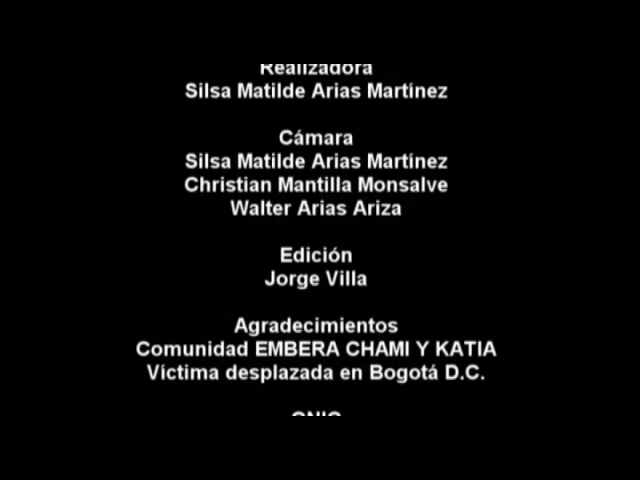 Realizadora
Silsa Matilde Arias Martínez
Cámara
Silsa Matilde Arias Martínez
Christian Mantilla Monsalve
Walter Arias Ariza
Edición
Jorge Villa
Agradecimientos
Comunidad EMBERA CHAMI Y KATIA
Víctima desplazada en Bogotá D.C.